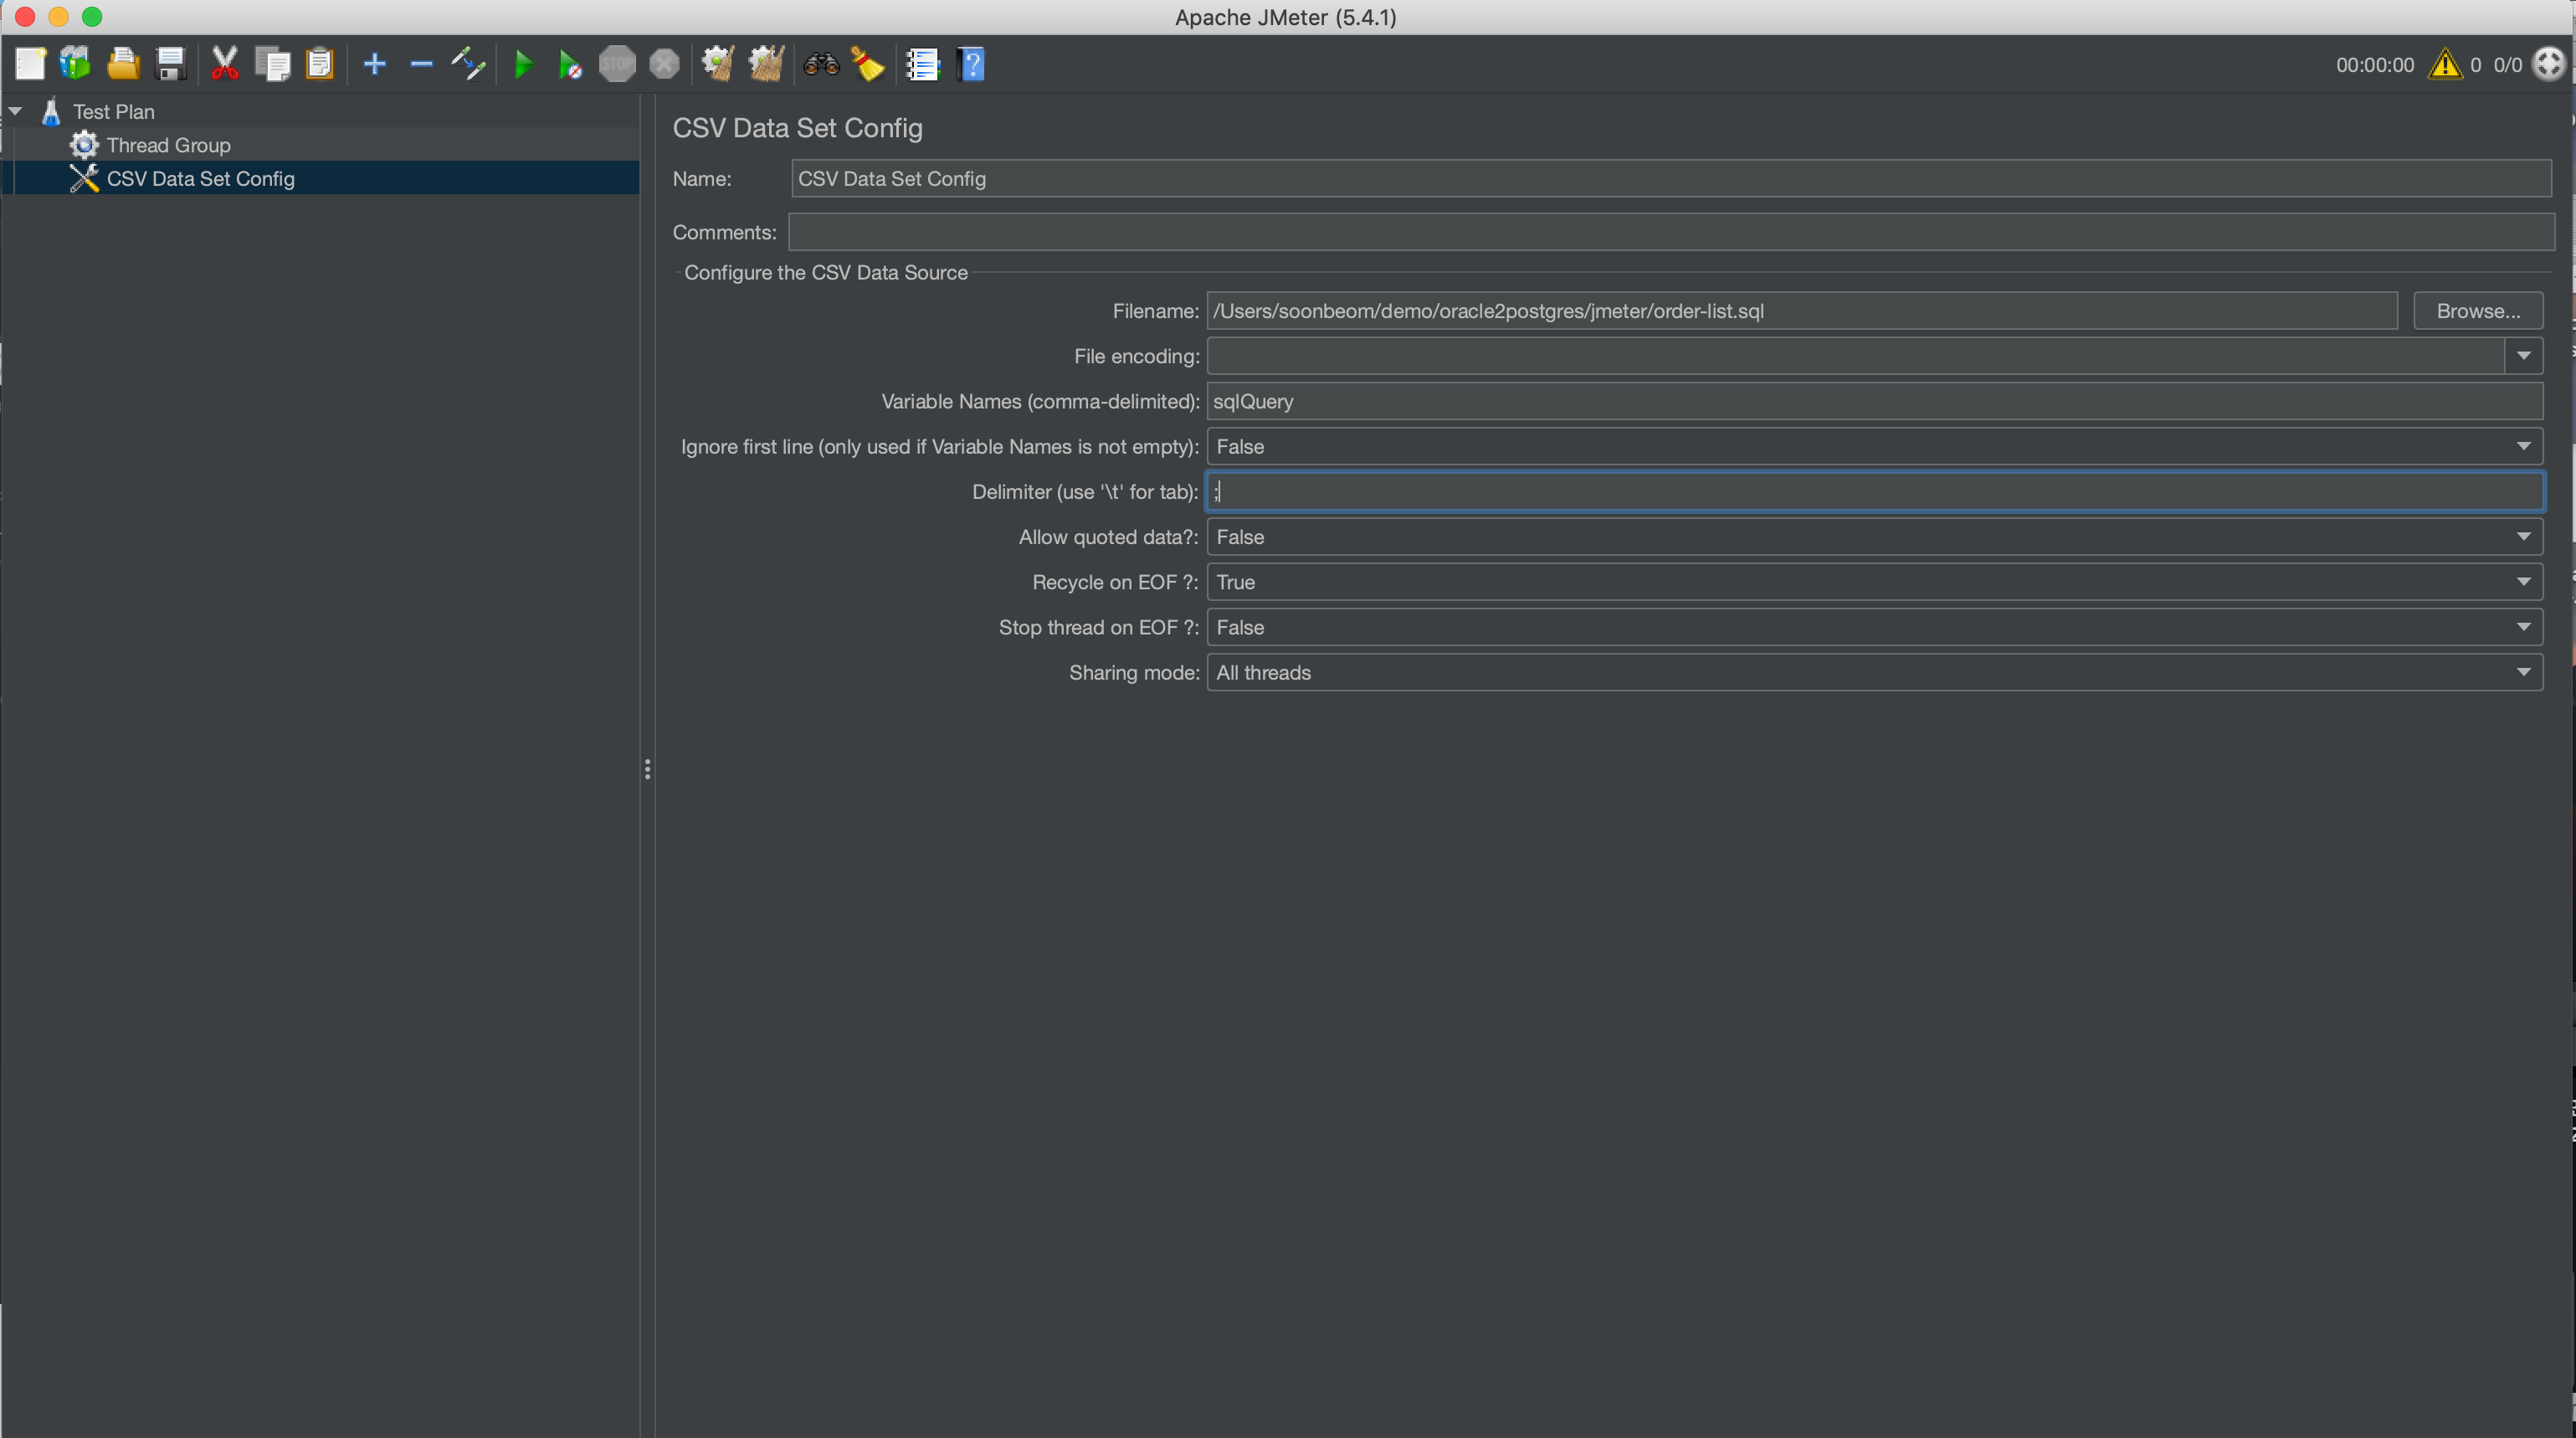 Apache JMeter (5.4.1)
STOP
00:00:00 0 0/0
Test Plan
Thread Group
CSV Data Set Config
CSV Data Set Config
Name: CSV Data Set Config
Comments:
Configure the CSV Data Source
Filename: /Users/soonbeom/demo/oracle2postgres/jmeter/order-list.sql Browse...
File encoding:
Variable Names (comma-delimited): sqlQuery
Ignore first line (only used if Variable Names is not empty): False
Delimiter (use '\t' for tab): ;
Allow quoted data?: False
Recycle on EOF ?: True
Stop thread on EOF ?: False
Sharing mode: All threads